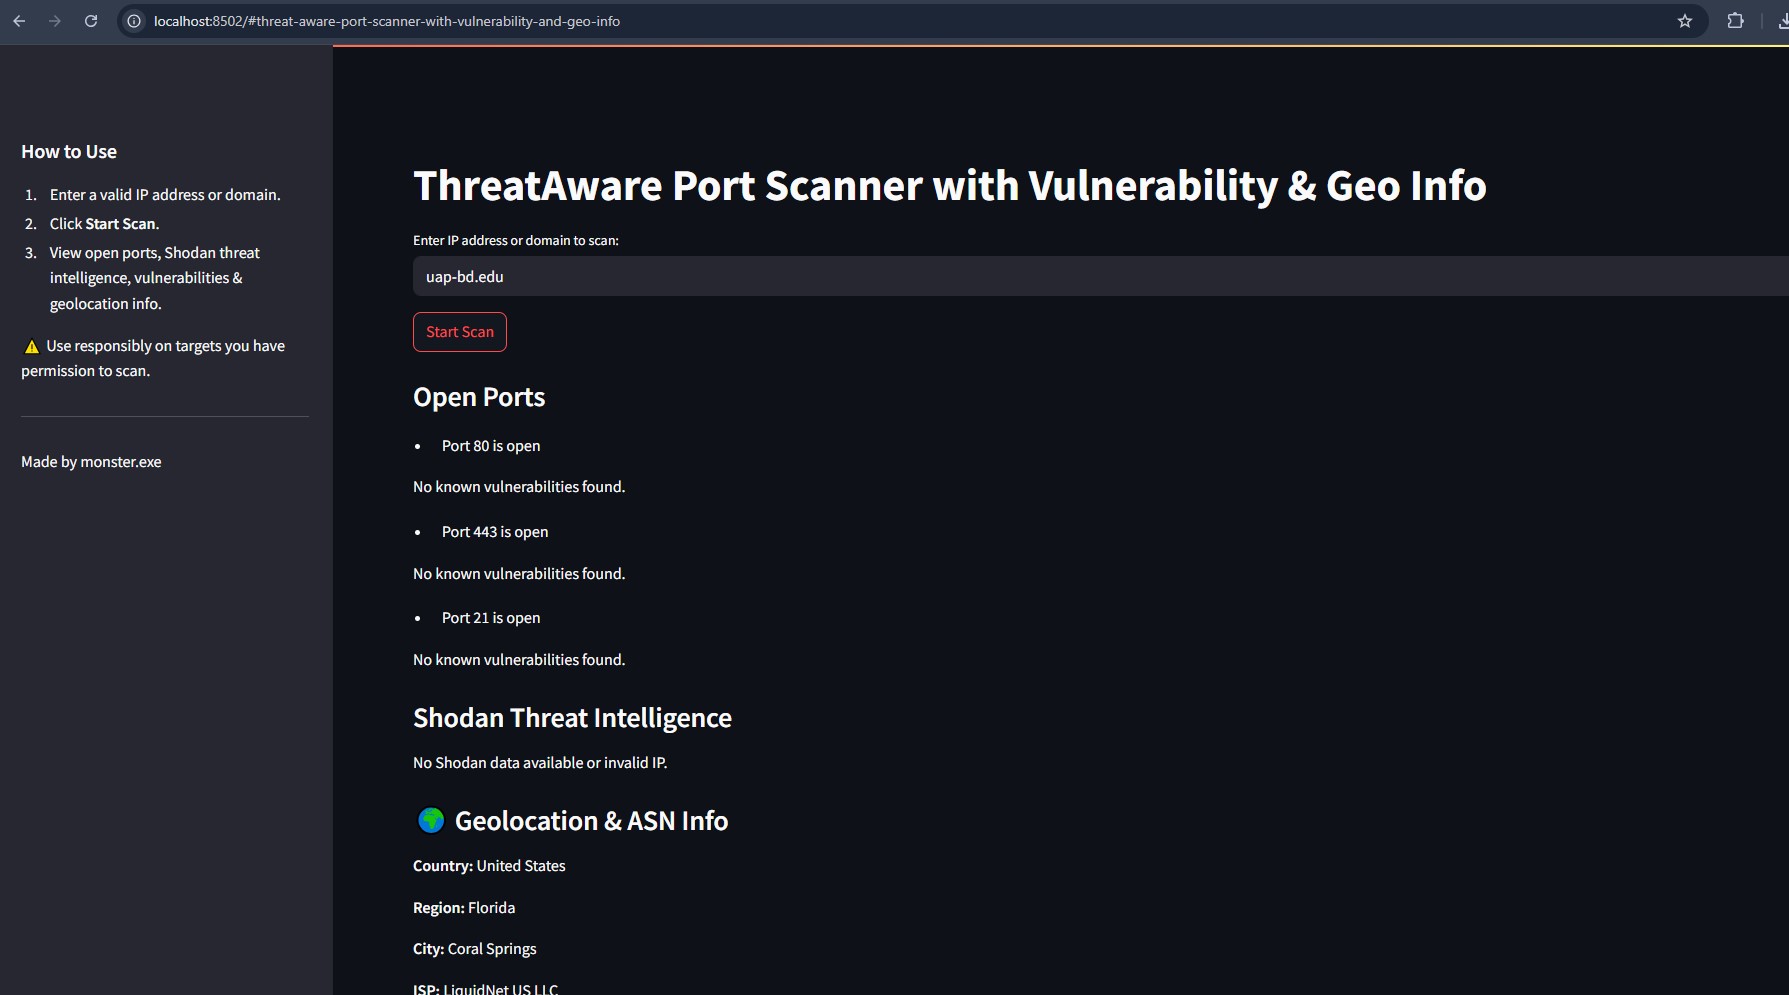 localhost:8502/#threat-aware-port-scanner-with-vulnerability-and-geo-info
How to Use
1. Enter a valid IP address or domain.
2. Click Start Scan.
3. View open ports, Shodan threat
intelligence, vulnerabilities &
geolocation info.
⚠️ Use responsibly on targets you have
permission to scan.
Made by monster.exe
ThreatAware Port Scanner with Vulnerability & Geo Info
Enter IP address or domain to scan:
uap-bd.edu
Start Scan
Open Ports
• Port 80 is open
No known vulnerabilities found.
• Port 443 is open
No known vulnerabilities found.
• Port 21 is open
No known vulnerabilities found.
Shodan Threat Intelligence
No Shodan data available or invalid IP.
🌍 Geolocation & ASN Info
Country: United States
Region: Florida
City: Coral Springs
ISP: LiquidNet US LLC